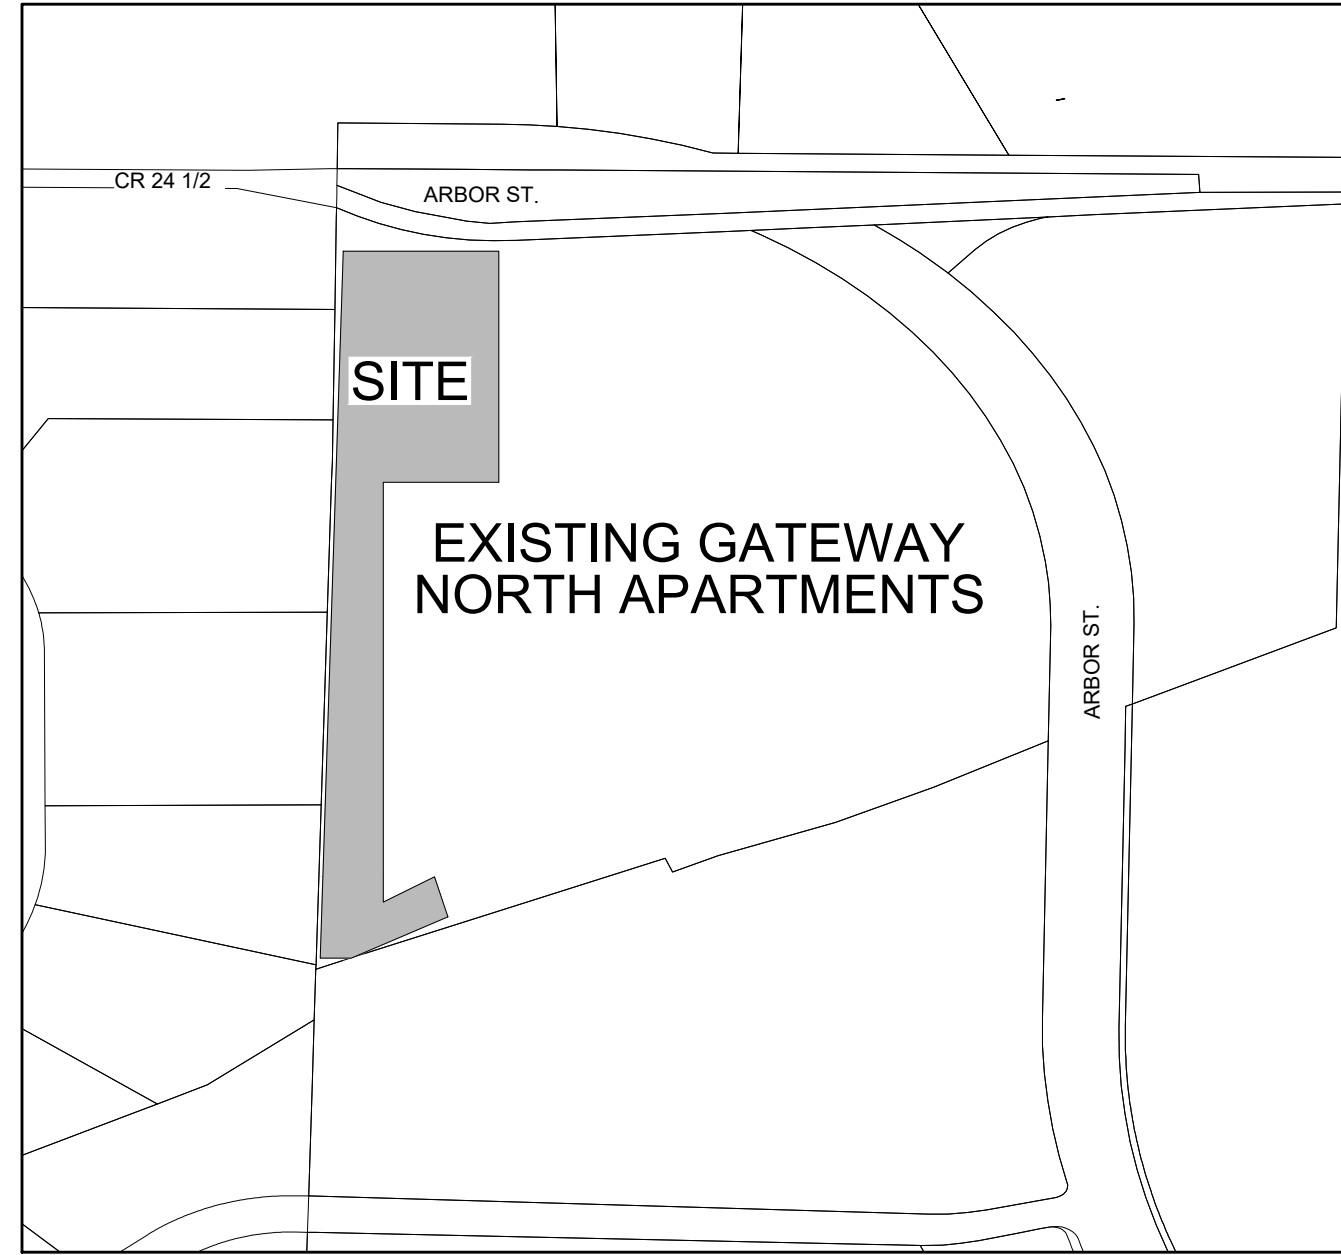 CR 24 1/2
ARBOR ST.
SITE
EXISTING GATEWAY
NORTH APARTMENTS
ARBOR ST.